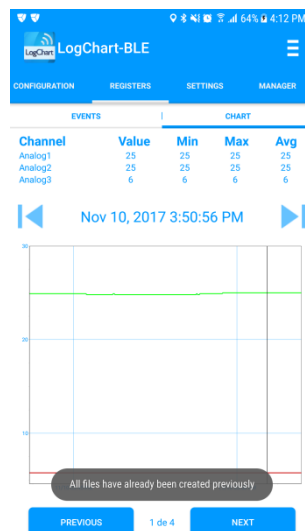 64% 4:12 PM
LogChart LogChart-BLE
CONFIGURATION REGISTERS SETTINGS MANAGER
EVENTS CHART
Channel Value Min Max Avg
Analog1 25 25 25 25
Analog2 25 25 25 25
Analog3 6 6 6 6
Nov 10, 2017 3:50:56 PM
30
20
10
All files have already been created previously
PREVIOUS 1 de 4 NEXT